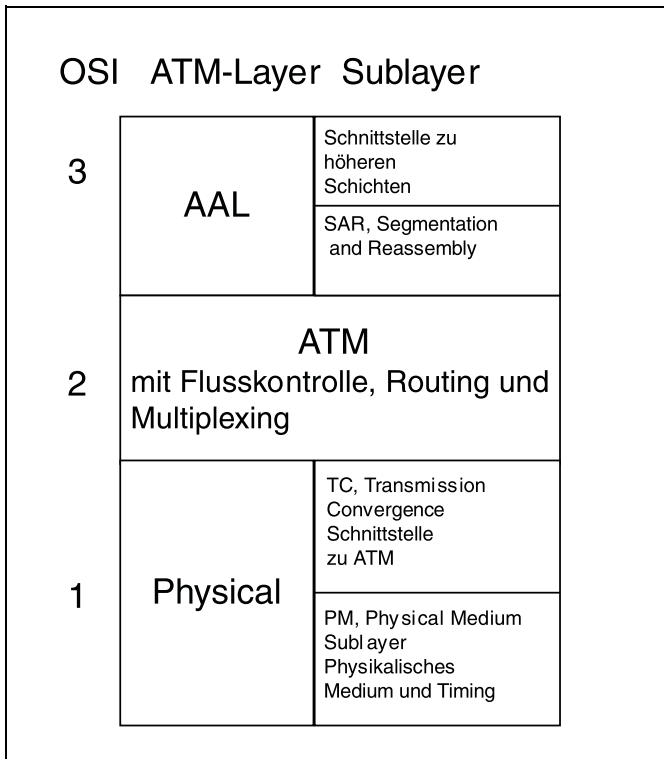 OSI ATM-Layer Sublayer
3
AAL
Schnittstelle zu
höheren
Schichten
SAR, Segmentation
and Reassembly
2
ATM
mit Flusskontrolle, Routing und
Multiplexing
1
Physical
TC, Transmission
Convergence
Schnittstelle
zu ATM
PM, Physical Medium
Sublayer
Physikalisches
Medium und Timing